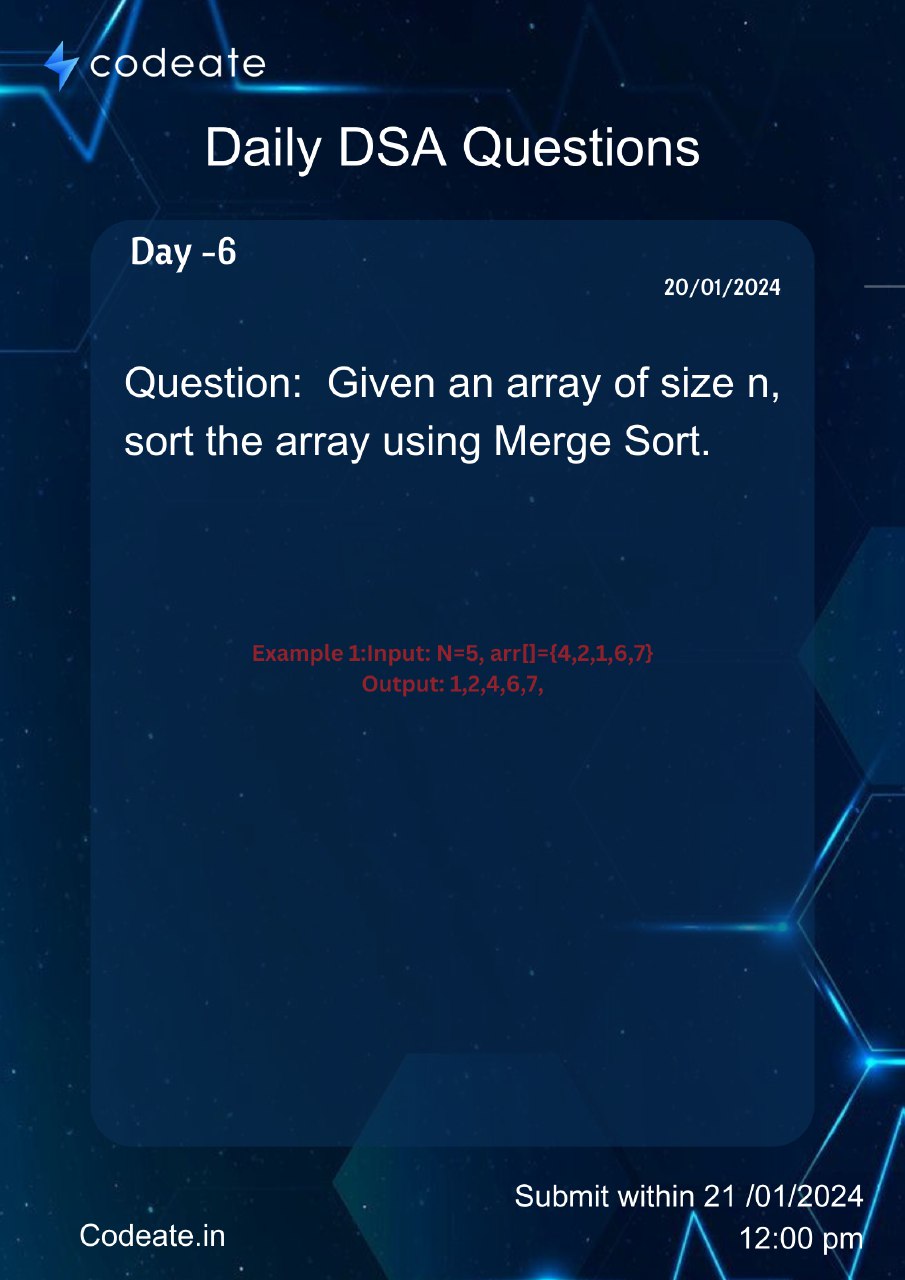 codeate
Daily DSA Questions
Day -6
20/01/2024
Question:  Given an array of size n,
sort the array using Merge Sort.
Example 1:Input: N=5, arr[]={4,2,1,6,7}
Output: 1,2,4,6,7,
Submit within 21 /01/2024
12:00 pm
Codeate.in